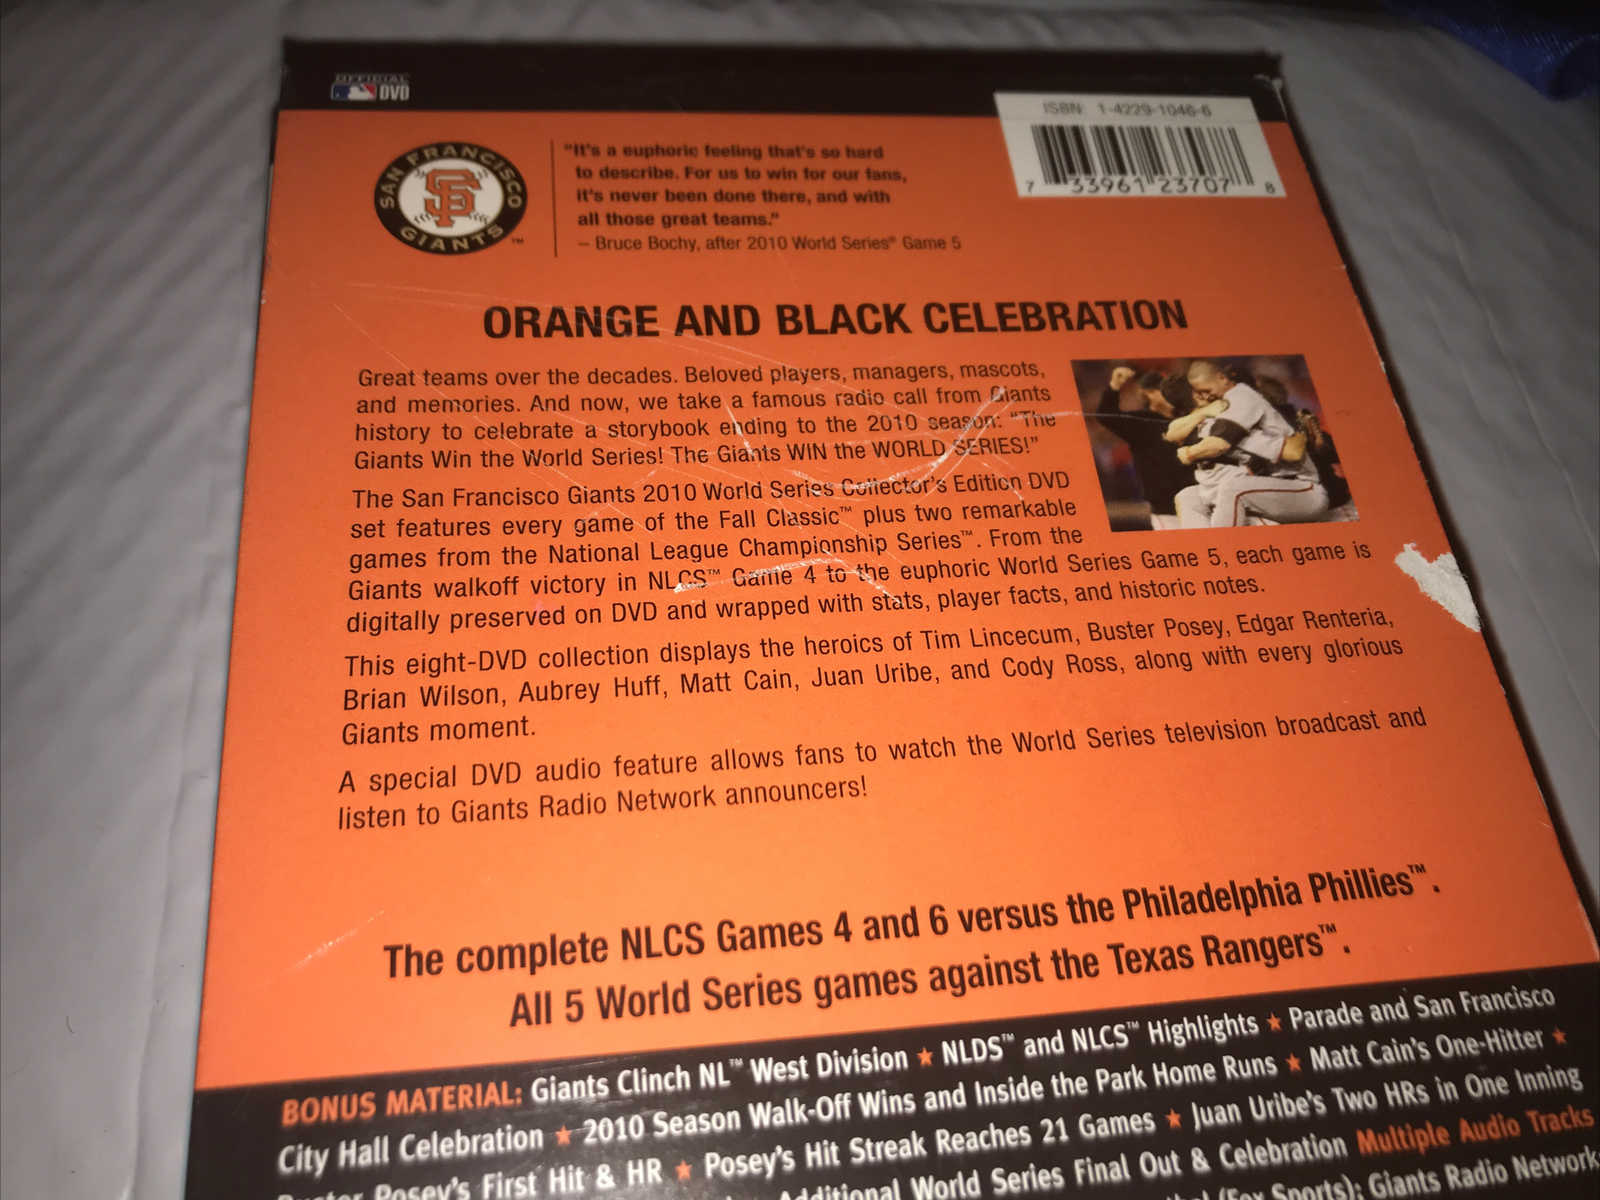 OFFICIAL
DVD
ISBN: 1-4229-1046-6
7 33961 23707 8
SAN FRANCISCO
SF
GIANTS™
"It's a euphoric feeling that's so hard
to describe. For us to win for our fans,
it's never been done there, and with
all those great teams."
– Bruce Bochy, after 2010 World Series® Game 5
ORANGE AND BLACK CELEBRATION
Great teams over the decades. Beloved players, managers, mascots,
and memories. And now, we take a famous radio call from Giants
history to celebrate a storybook ending to the 2010 season: "The
Giants Win the World Series! The Giants WIN the WORLD SERIES!"
The San Francisco Giants 2010 World Series Collector's Edition DVD
set features every game of the Fall Classic™ plus two remarkable
games from the National League Championship Series™. From the
Giants walkoff victory in NLCS™ Game 4 to the euphoric World Series Game 5, each game is
digitally preserved on DVD and wrapped with stats, player facts, and historic notes.
This eight-DVD collection displays the heroics of Tim Lincecum, Buster Posey, Edgar Renteria,
Brian Wilson, Aubrey Huff, Matt Cain, Juan Uribe, and Cody Ross, along with every glorious
Giants moment.
A special DVD audio feature allows fans to watch the World Series television broadcast and
listen to Giants Radio Network announcers!
The complete NLCS Games 4 and 6 versus the Philadelphia Phillies™.
All 5 World Series games against the Texas Rangers™.
BONUS MATERIAL: Giants Clinch NL™ West Division ★ NLDS™ and NLCS™ Highlights ★ Parade and San Francisco
City Hall Celebration ★ 2010 Season Walk-Off Wins and Inside the Park Home Runs ★ Matt Cain's One-Hitter ★
Posey's First Hit & HR ★ Posey's Hit Streak Reaches 21 Games ★ Juan Uribe's Two HRs in One Inning
Additional World Series Final Out & Celebration Multiple Audio Tracks
(Fox Sports); Giants Radio Network